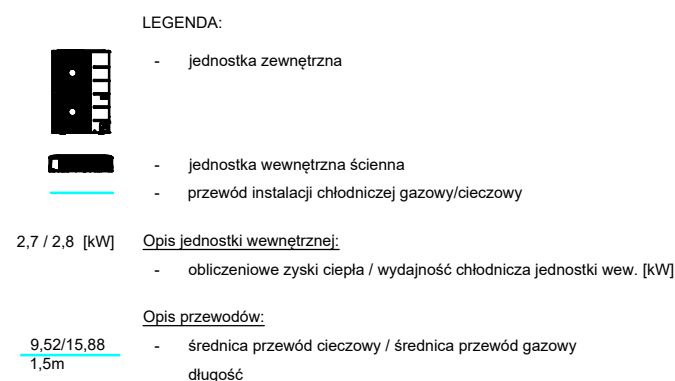 LEGENDA:
- jednostka zewnętrzna
- jednostka wewnętrzna ścienna
- przewód instalacji chłodniczej gazowy/cieczowy
2,7 / 2,8 [kW] Opis jednostki wewnętrznej:
- obliczeniowe zyski ciepła / wydajność chłodnicza jednostki wew. [kW]
Opis przewodów:
9,52/15,88 - średnica przewód cieczowy / średnica przewód gazowy
1,5m długość